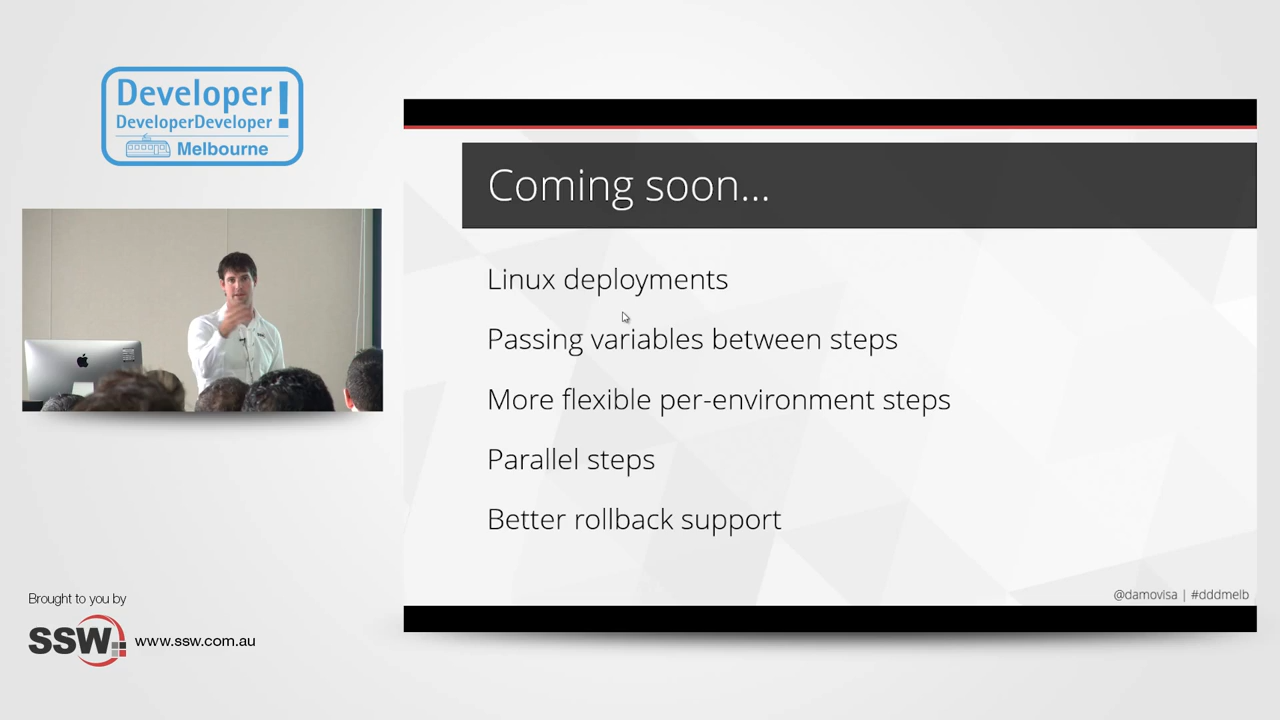 Developer!
DeveloperDeveloper
Melbourne
Coming soon...
Linux deployments
Passing variables between steps
More flexible per-environment steps
Parallel steps
Better rollback support
@damovisa | #dddmelb
Brought to you by
SSW
www.ssw.com.au